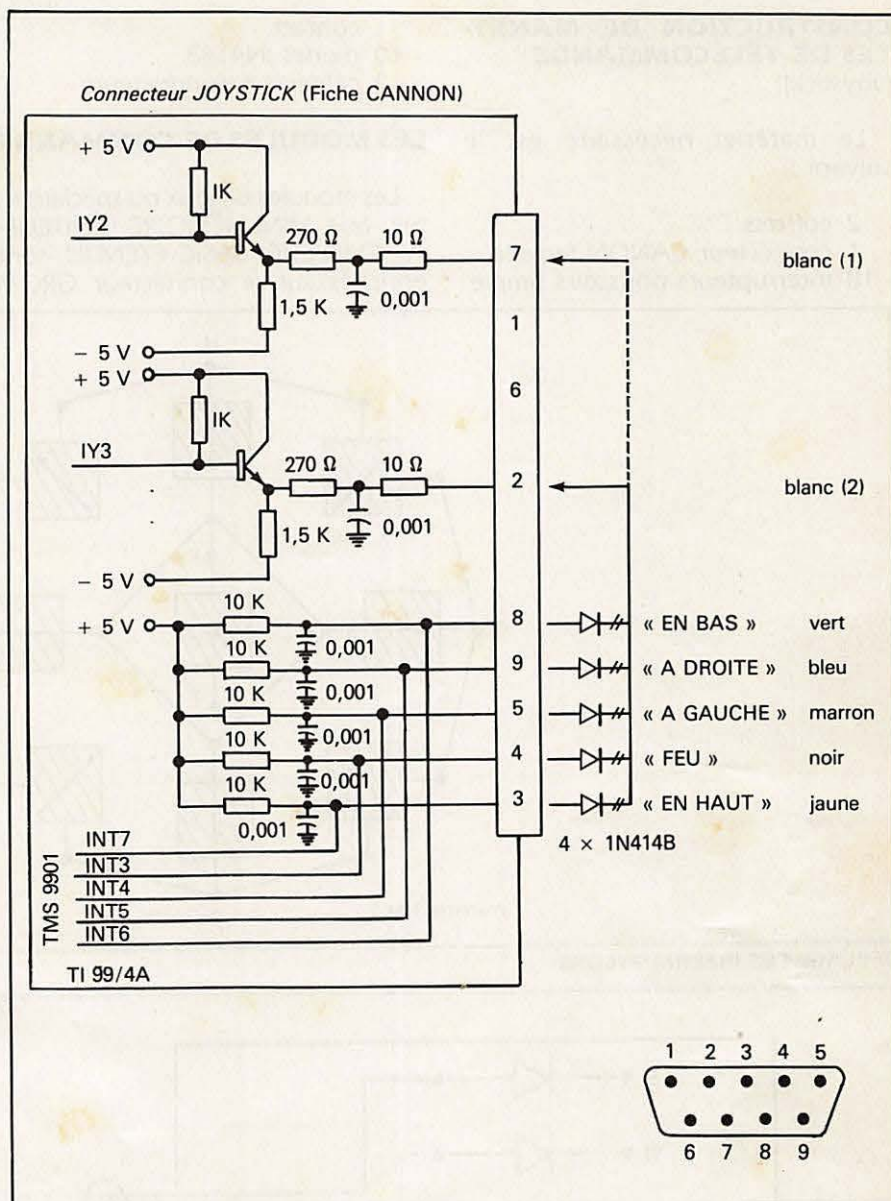 Connecteur JOYSTICK (Fiche CANNON)
+ 5 V
1K
IY2
270 Ω
10 Ω
7
blanc (1)
0,001
1,5 K
1
- 5 V
+ 5 V
6
1K
IY3
270 Ω
10 Ω
2
blanc (2)
0,001
1,5 K
- 5 V
10 K
+ 5 V
8
« EN BAS »
vert
0,001
10 K
9
« A DROITE »
bleu
0,001
10 K
5
« A GAUCHE »
marron
0,001
10 K
4
« FEU »
noir
0,001
10 K
3
« EN HAUT »
jaune
0,001
4 × 1N414B
TMS 9901
INT7
INT3
INT4
INT5
INT6
TI 99/4A
1 2 3 4 5
6 7 8 9